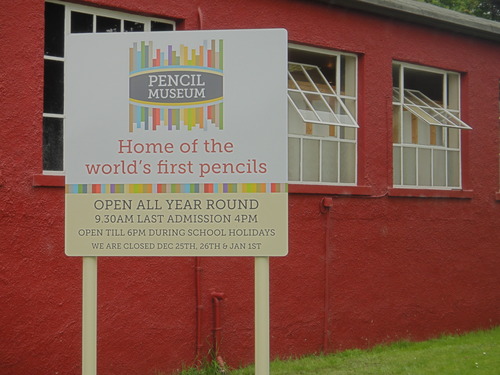 PENCIL
MUSEUM
Home of the
world's first pencils
OPEN ALL YEAR ROUND
9.30AM LAST ADMISSION 4PM
OPEN TILL 6PM DURING SCHOOL HOLIDAYS
WE ARE CLOSED DEC 25TH, 26TH & JAN 1ST